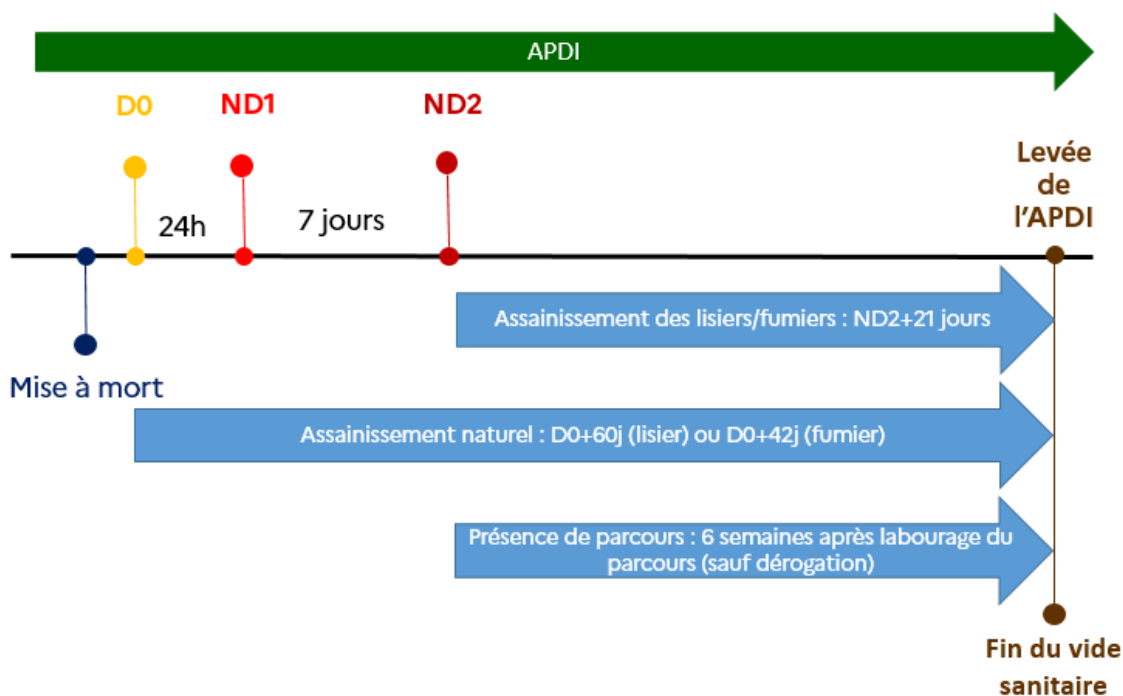 APDI
D0
ND1
ND2
Levée
de
l'APDI
24h
7 jours
Assainissement des lisiers/fumiers : ND2+21 jours
Mise à mort
Assainissement naturel : D0+60j (lisier) ou D0+42j (fumier)
Présence de parcours : 6 semaines après labourage du
parcours (sauf dérogation)
Fin du vide
sanitaire